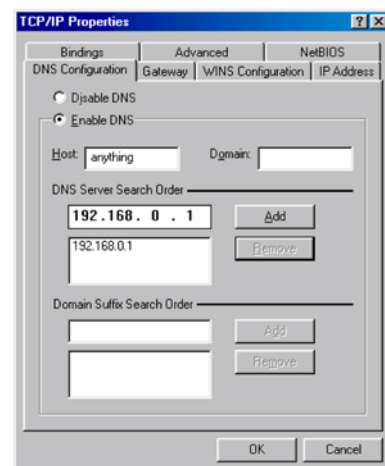 TCP/IP Properties ? X
Bindings Advanced NetBIOS
DNS Configuration Gateway WINS Configuration IP Address
Disable DNS
Enable DNS
Host: anything Domain:
DNS Server Search Order
192.168. 0 . 1 Add
192.168.0.1 Remove
Domain Suffix Search Order
Add
Remove
OK Cancel